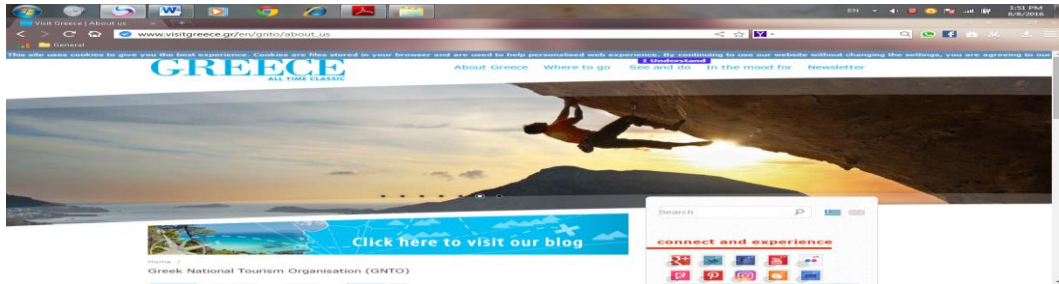 EN
1:51 PM
8/8/2016
Visit Greece | About us
www.visitgreece.gr/en/gnto/about_us
General
This site uses cookies to give you the best experience. Cookies are files stored in your browser and are used to help personalised web experience. By continuing to use our website without changing the settings, you are agreeing to our
I Understand
GREECE
ALL TIME CLASSIC
About Greece Where to go See and do In the mood for Newsletter
Click here to visit our blog
Search
connect and experience
Home /
Greek National Tourism Organisation (GNTO)